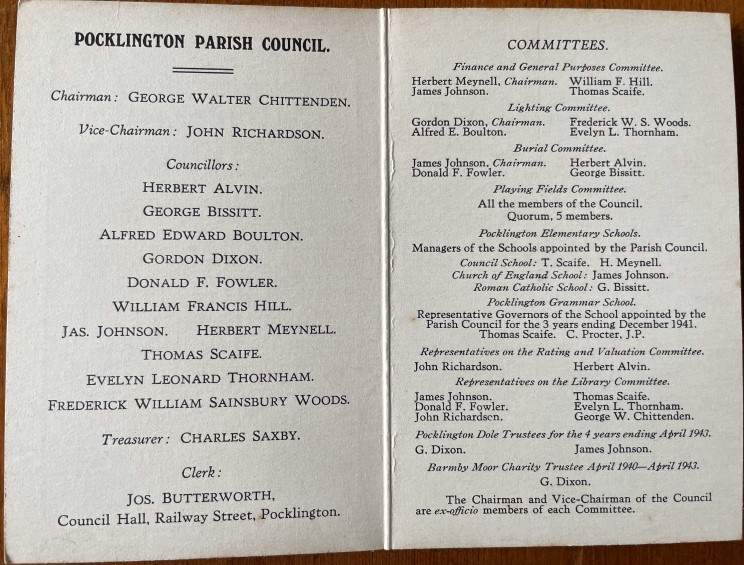 POCKLINGTON PARISH COUNCIL.
Chairman: GEORGE WALTER CHITTENDEN.
Vice-Chairman: JOHN RICHARDSON.
Councillors:
HERBERT ALVIN.
GEORGE BISSITT.
ALFRED EDWARD BOULTON.
GORDON DIXON.
DONALD F. FOWLER.
WILLIAM FRANCIS HILL.
JAS. JOHNSON. HERBERT MEYNELL.
THOMAS SCAIFE.
EVELYN LEONARD THORNHAM.
FREDERICK WILLIAM SAINSBURY WOODS.
Treasurer: CHARLES SAXBY.
Clerk:
JOS. BUTTERWORTH,
Council Hall, Railway Street, Pocklington.
COMMITTEES.
Finance and General Purposes Committee.
Herbert Meynell, Chairman. William F. Hill.
James Johnson. Thomas Scaife.
Lighting Committee.
Gordon Dixon, Chairman. Frederick W. S. Woods.
Alfred E. Boulton. Evelyn L. Thornham.
Burial Committee.
James Johnson, Chairman. Herbert Alvin.
Donald F. Fowler. George Bissitt.
Playing Fields Committee.
All the members of the Council.
Quorum, 5 members.
Pocklington Elementary Schools.
Managers of the Schools appointed by the Parish Council.
Council School: T. Scaife. H. Meynell.
Church of England School: James Johnson.
Roman Catholic School: G. Bissitt.
Pocklington Grammar School.
Representative Governors of the School appointed by the
Parish Council for the 3 years ending December 1941.
Thomas Scaife. C. Procter, J.P.
Representatives on the Rating and Valuation Committee.
John Richardson. Herbert Alvin.
Representatives on the Library Committee.
James Johnson. Thomas Scaife.
Donald F. Fowler. Evelyn L. Thornham.
John Richardson. George W. Chittenden.
Pocklington Dole Trustees for the 4 years ending April 1943.
G. Dixon. James Johnson.
Barmby Moor Charity Trustee April 1940—April 1943.
G. Dixon.
The Chairman and Vice-Chairman of the Council
are ex-officio members of each Committee.